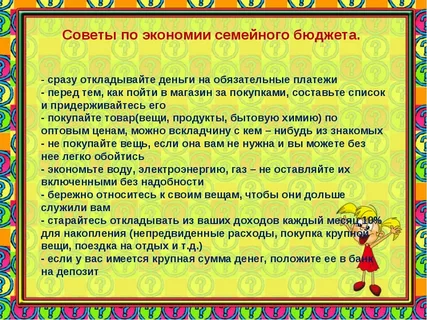 Советы по экономии семейного бюджета.
- сразу откладывайте деньги на обязательные платежи
- перед тем, как пойти в магазин за покупками, составьте список
и придерживайтесь его
- покупайте товар(вещи, продукты, бытовую химию) по
оптовым ценам, можно вскладчину с кем – нибудь из знакомых
- не покупайте вещь, если она вам не нужна и вы можете без
нее легко обойтись
- экономьте воду, электроэнергию, газ – не оставляйте их
включенными без надобности
- бережно относитесь к своим вещам, чтобы они дольше
служили вам
- старайтесь откладывать из ваших доходов каждый месяц 10%
для накопления (непредвиденные расходы, покупка крупной
вещи, поездка на отдых и т.д.)
- если у вас имеется крупная сумма денег, положите ее в банк
на депозит